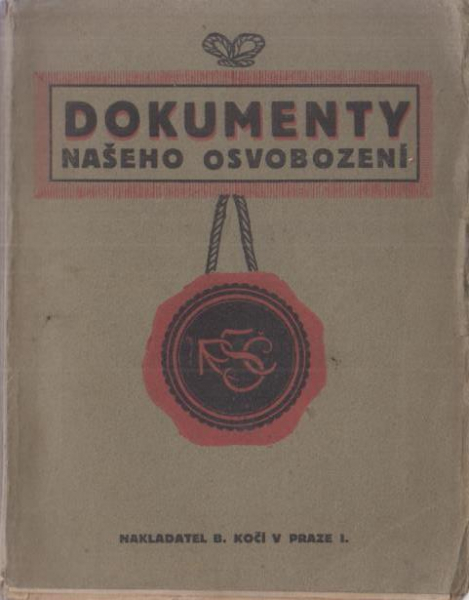 DOKUMENTY
NAŠEHO OSVOBOZENÍ
NAKLADATEL B. KOČÍ V PRAZE I.